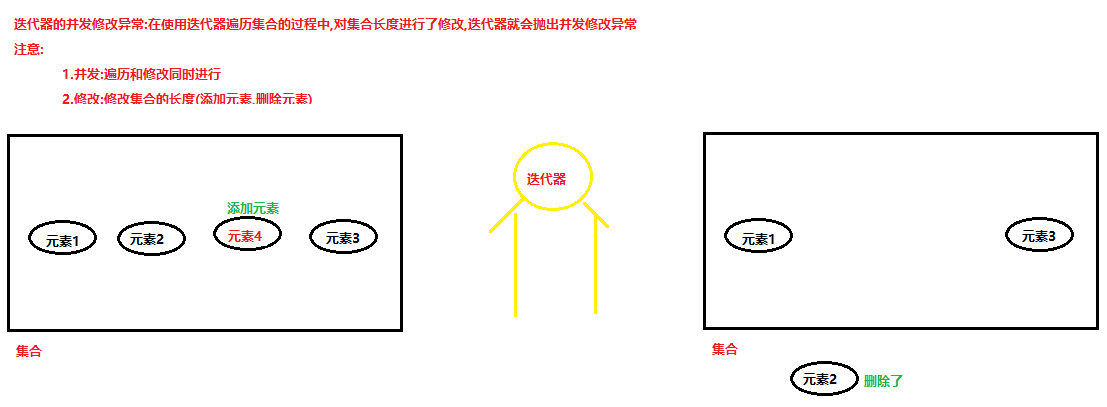 迭代器的并发修改异常:在使用迭代器遍历集合的过程中,对集合长度进行了修改,迭代器就会抛出并发修改异常
注意:
1.并发:遍历和修改同时进行
2.修改:修改集合的长度(添加元素,删除元素)
添加元素
元素1
元素2
元素4
元素3
集合
迭代器
元素1
元素3
集合
元素2
删除了